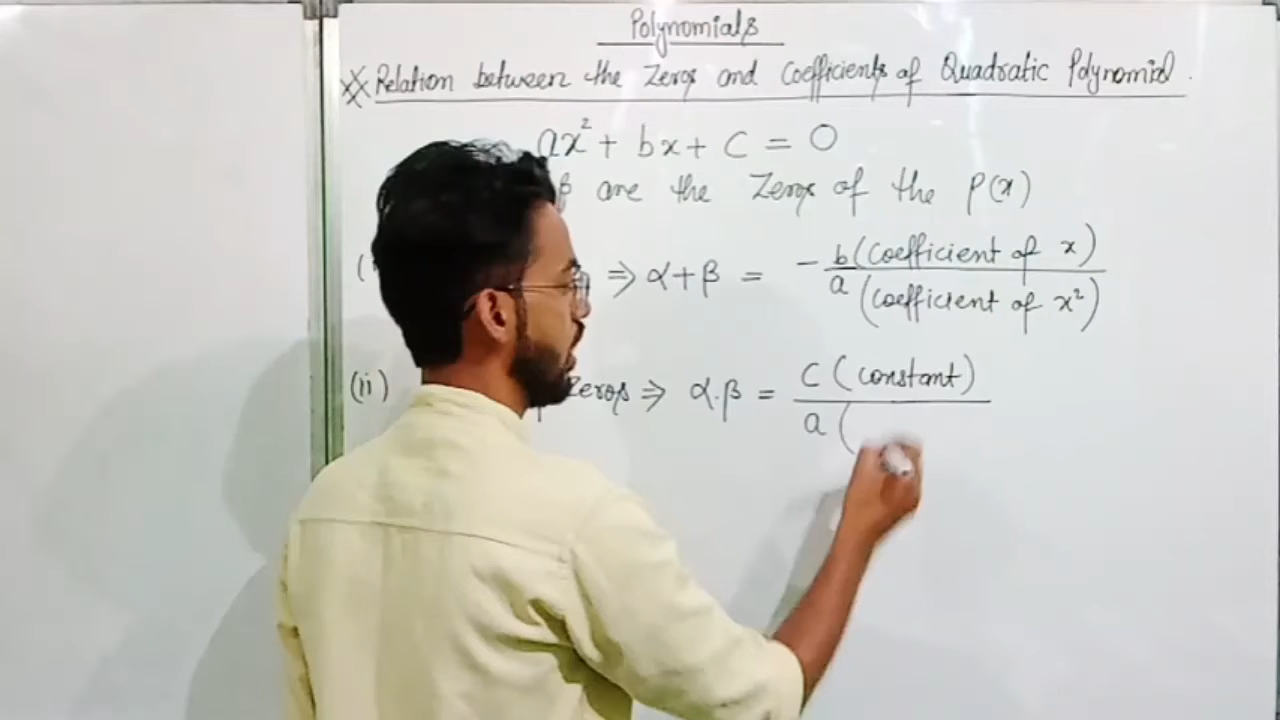 Polynomials
Relation between the Zeros and Coefficients of Quadratic Polynomial.
ax² + bx + c = 0
β are the Zeros of the P(x)
( ⇒ α+β = - b (coefficient of x)
a (coefficient of x²)
(ii) Zeros ⇒ α.β = C (constant)
a (